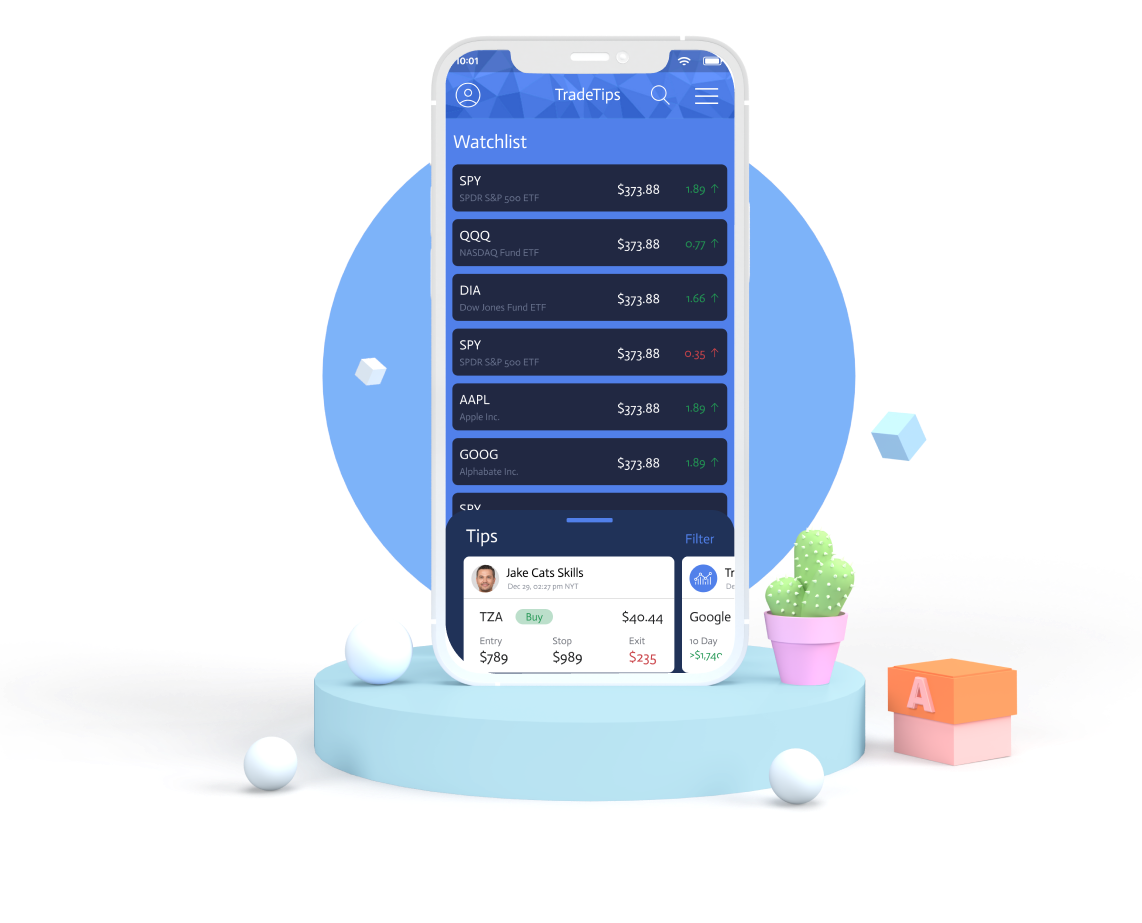 10:01
TradeTips
Watchlist
SPY
SPDR S&P 500 ETF
$373.88
1.89 ↑
QQQ
NASDAQ Fund ETF
$373.88
0.77 ↑
DIA
Dow Jones Fund ETF
$373.88
1.66 ↑
SPY
SPDR S&P 500 ETF
$373.88
0.35 ↑
AAPL
Apple Inc.
$373.88
1.89 ↑
GOOG
Alphabate Inc.
$373.88
1.89 ↑
SPY
Tips
Filter
Jake Cats Skills
Dec 29, 02:27 pm NYT
TZA
Buy
$40.44
Entry
Stop
Exit
$789
$989
$235
Tr
De
Google
10 Day
>$1,740
A